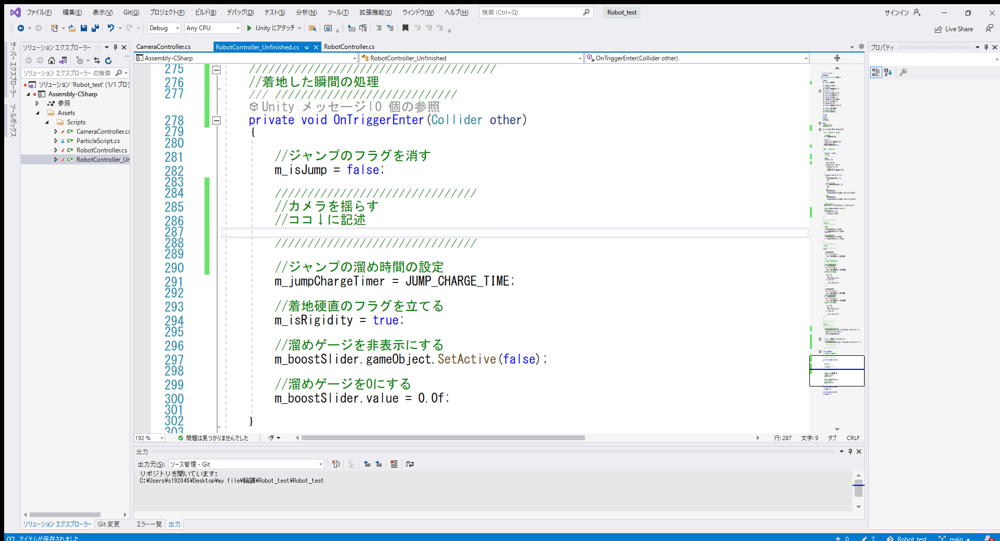 ファイル(F) 編集(E) 表示(V) Git(G) プロジェクト(P) ビルド(B) デバッグ(D) テスト(S) 分析(N) ツール(T) 拡張機能(X) ウィンドウ(W) ヘルプ(H) 検索 (Ctrl+Q) Robot_test サインイン
Debug Any CPU Unity にアタッチ Live Share
サーバー エクスプローラー
ツールボックス
ソリューション エクスプローラー
ソリューション エクスプローラー の検索
ソリューション 'Robot_test' (1/1 プロジ
Assembly-CSharp
参照
Assets
Scripts
CameraController.cs
ParticleScript.cs
RobotController.cs
RobotController_Un
ソリューション エクスプローラー Git 変更
CameraController.cs RobotController_Unfinished.cs RobotController.cs
Assembly-CSharp RobotController_Unfinished OnTriggerEnter(Collider other)
275 //////////////////////////////////////
276 //着地した瞬間の処理
277 /// ////////////////////////////
Unity メッセージ|0 個の参照
278 private void OnTriggerEnter(Collider other)
279 {
280
281 //ジャンプのフラグを消す
282 m_isJump = false;
283
284 ///////////////////////////////
285 //カメラを揺らす
286 //ココ↓に記述
287
288 ///////////////////////////////
289
290 //ジャンプの溜め時間の設定
291 m_jumpChargeTimer = JUMP_CHARGE_TIME;
292
293 //着地硬直のフラグを立てる
294 m_isRigidity = true;
295
296 //溜めゲージを非表示にする
297 m_boostSlider.gameObject.SetActive(false);
298
299 //溜めゲージを0にする
300 m_boostSlider.value = 0.0f;
301
302 }
303
192 % 問題は見つかりませんでした 行: 287 文字: 9 タブ CRLF
出力
出力元(S): ソース管理 - Git
リポジトリを開いています:
C:¥Users¥s192045¥Desktop¥my file¥輪講¥Robot_test¥Robot_test
エラー一覧 出力
プロパティ
アイテムが保存されました 0 7 Robot_test main